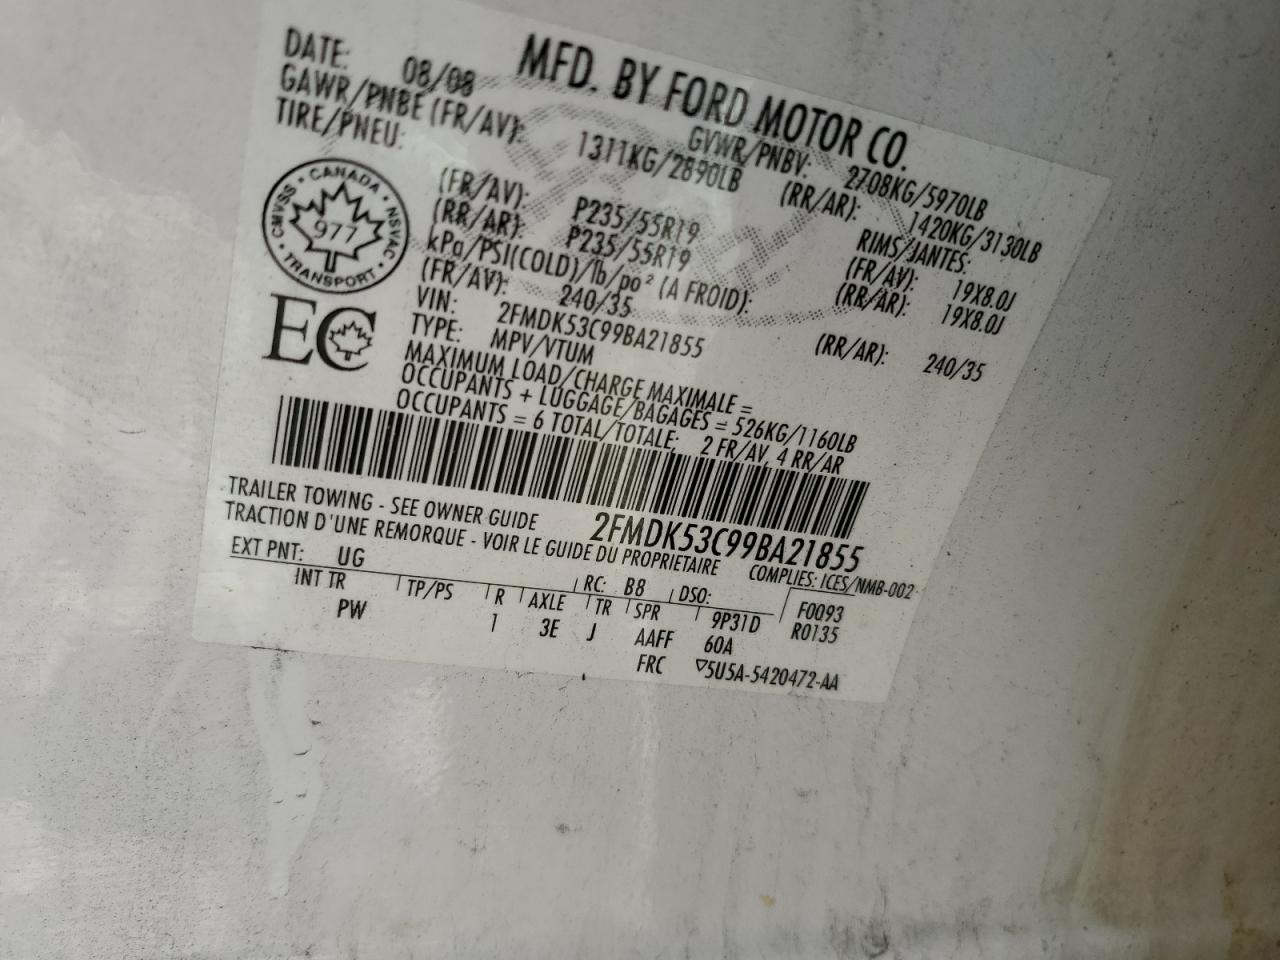 MFD. BY FORD MOTOR CO.
DATE: 08/08 GVWR/PNBV: 2708KG/5970LB
GAWR/PNBE (FR/AV): 1311KG/2890LB (RR/AR): 1420KG/3130LB
TIRE/PNEU: RIMS/JANTES:
(FR/AV): P235/55R19 (FR/AV): 19X8.0J
(RR/AR): P235/55R19 (RR/AR): 19X8.0J
kPa/PSI(COLD)/lb/po² (A FROID):
(FR/AV): 240/35 (RR/AR): 240/35
VIN: 2FMDK53C99BA21855
TYPE: MPV/VTUM
MAXIMUM LOAD/CHARGE MAXIMALE =
OCCUPANTS + LUGGAGE/BAGAGES = 526KG/1160LB
OCCUPANTS = 6 TOTAL/TOTALE: 2 FR/AV, 4 RR/AR
CANADA
CMVSS NSVAC
977
TRANSPORT
EC
2FMDK53C99BA21855
TRAILER TOWING - SEE OWNER GUIDE
TRACTION D'UNE REMORQUE - VOIR LE GUIDE DU PROPRIETAIRE
COMPLIES: ICES/NMB-002
EXT PNT: UG RC: B8 DSO: F0093
INT TR TP/PS R AXLE TR SPR 9P31D R0135
PW 1 3E J AAFF 60A
FRC ▽5U5A-5420472-AA